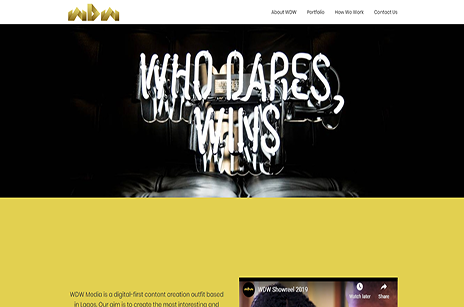 WDW
About WDW Portfolio How We Work Contact Us
WHO DARES,
WINS
WDW Showreel 2019
Watch later Share
WDW Media is a digital-first content creation outfit based
in Lagos. Our aim is to create the most interesting and